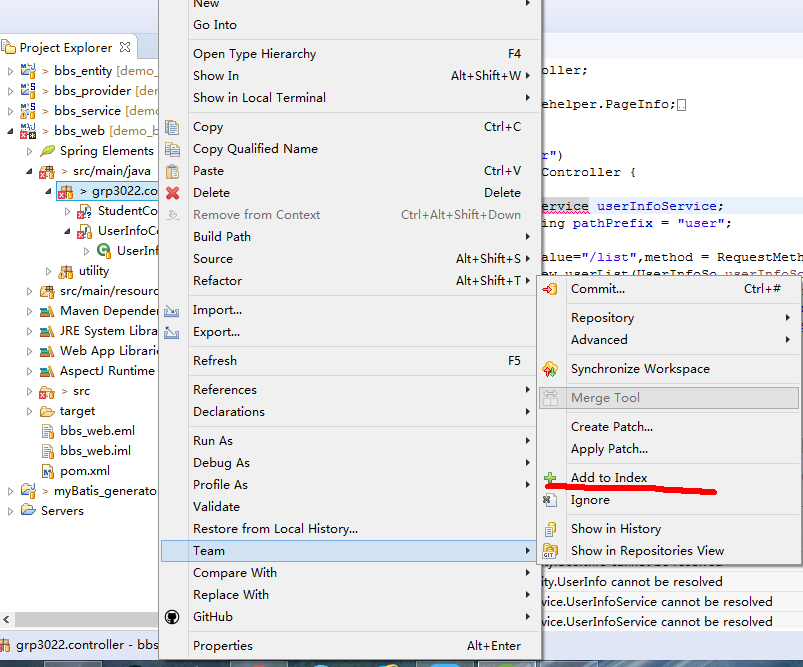 Project Explorer
> bbs_entity [demo_
> bbs_provider [demo
> bbs_service [demo
> bbs_web [demo_b
Spring Elements
> src/main/java
> grp3022.co
StudentCo
UserInfoC
UserInf
utility
src/main/resourc
Maven Depender
JRE System Libra
Web App Librarie
AspectJ Runtime
> src
target
bbs_web.eml
bbs_web.iml
pom.xml
> myBatis_generato
Servers
grp3022.controller - bbs
New
Go Into
Open Type Hierarchy F4
Show In Alt+Shift+W
Show in Local Terminal
Copy Ctrl+C
Copy Qualified Name
Paste Ctrl+V
Delete Delete
Remove from Context Ctrl+Alt+Shift+Down
Build Path
Source Alt+Shift+S
Refactor Alt+Shift+T
Import...
Export...
Refresh F5
References
Declarations
Run As
Debug As
Profile As
Validate
Restore from Local History...
Team
Compare With
Replace With
GitHub
Properties Alt+Enter
oller;
ehelper.PageInfo;
r")
Controller {
ervice userInfoService;
ing pathPrefix = "user";
alue="/list",method = RequestMeth
ew userList(UserInfoSo userInfoSo
Commit... Ctrl+#
Repository
Advanced
Synchronize Workspace
Merge Tool
Create Patch...
Apply Patch...
Add to Index
Ignore
Show in History
Show in Repositories View
ity.UserInfo cannot be resolved
vice.UserInfoService cannot be resolved
vice.UserInfoService cannot be resolved